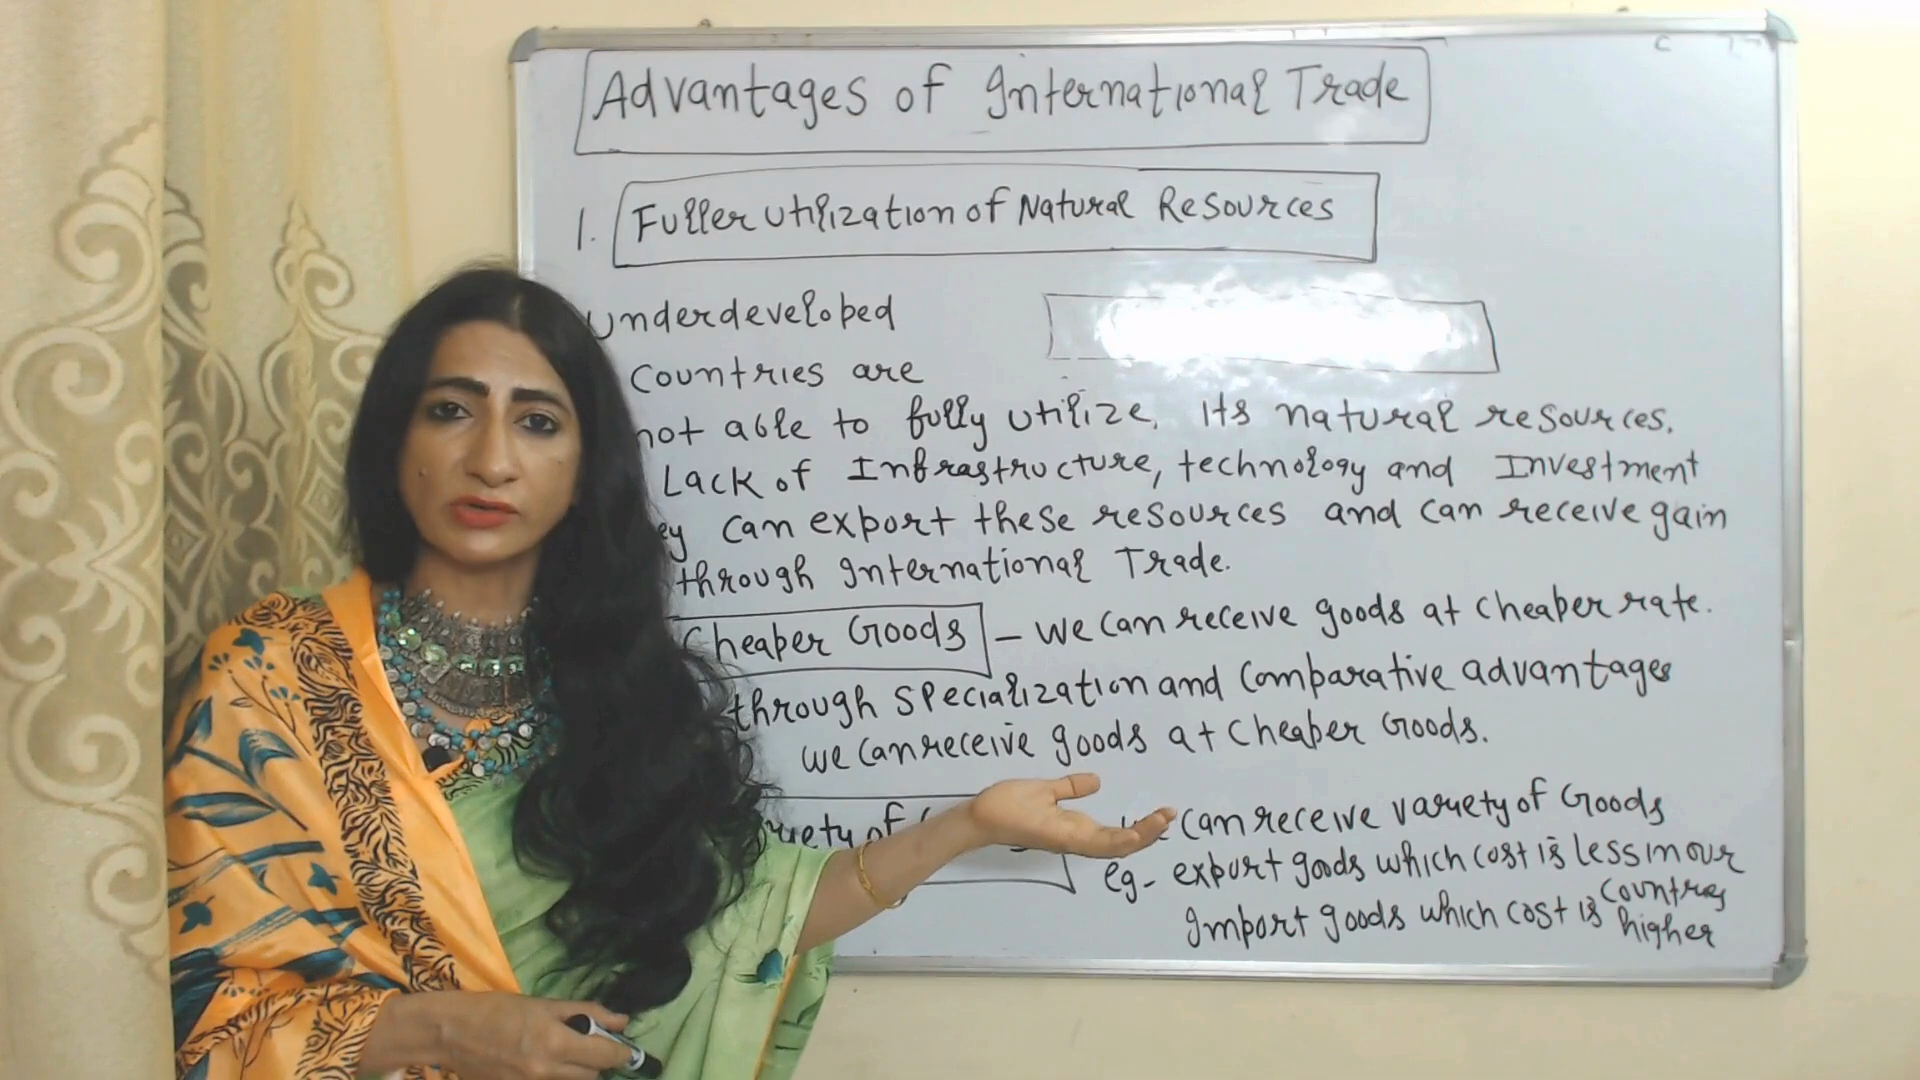 Advantages of International Trade
1. Fuller Utilization of Natural Resources
Underdeveloped
Countries are
not able to fully utilize, Its natural resources.
Lack of Infrastructure, technology and Investment
can export these resources and can receive gain
through International Trade.
Cheaper Goods - we can receive goods at cheaper rate.
through specialization and comparative advantages
we can receive goods at cheaper Goods.
can receive variety of Goods
eg- export goods which cost is less in our
countries
Import goods which cost is higher